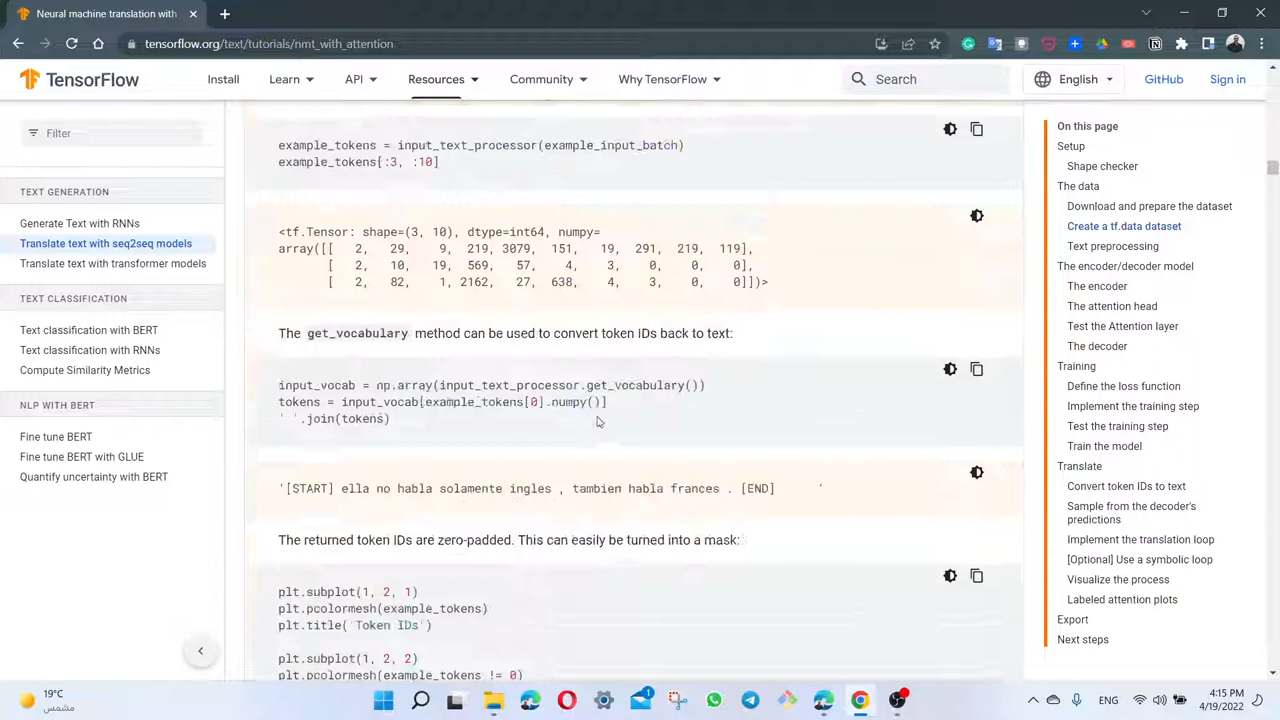 Neural machine translation with
tensorflow.org/text/tutorials/nmt_with_attention
TensorFlow
Install
Learn
API
Resources
Community
Why TensorFlow
Search
English
GitHub
Sign in
Filter
TEXT GENERATION
Generate Text with RNNs
Translate text with seq2seq models
Translate text with transformer models
TEXT CLASSIFICATION
Text classification with BERT
Text classification with RNNs
Compute Similarity Metrics
NLP WITH BERT
Fine tune BERT
Fine tune BERT with GLUE
Quantify uncertainty with BERT
example_tokens = input_text_processor(example_input_batch)
example_tokens[:3, :10]
<tf.Tensor: shape=(3, 10), dtype=int64, numpy=
array([[   2,   29,    9,  219, 3079,  151,   19,  291,  219,  119],
[   2,   10,   19,  569,   57,    4,    3,    0,    0,    0],
[   2,   82,    1, 2162,   27,  638,    4,    3,    0,    0]])>
The get_vocabulary method can be used to convert token IDs back to text:
input_vocab = np.array(input_text_processor.get_vocabulary())
tokens = input_vocab[example_tokens[0].numpy()]
' '.join(tokens)
'[START] ella no habla solamente ingles , tambien habla frances . [END]      '
The returned token IDs are zero-padded. This can easily be turned into a mask:
plt.subplot(1, 2, 1)
plt.pcolormesh(example_tokens)
plt.title('Token IDs')
plt.subplot(1, 2, 2)
plt.pcolormesh(example_tokens != 0)
On this page
Setup
Shape checker
The data
Download and prepare the dataset
Create a tf.data dataset
Text preprocessing
The encoder/decoder model
The encoder
The attention head
Test the Attention layer
The decoder
Training
Define the loss function
Implement the training step
Test the training step
Train the model
Translate
Convert token IDs to text
Sample from the decoder's
predictions
Implement the translation loop
[Optional] Use a symbolic loop
Visualize the process
Labeled attention plots
Export
Next steps
19°C
مشمس
1
ENG
4:15 PM
4/19/2022